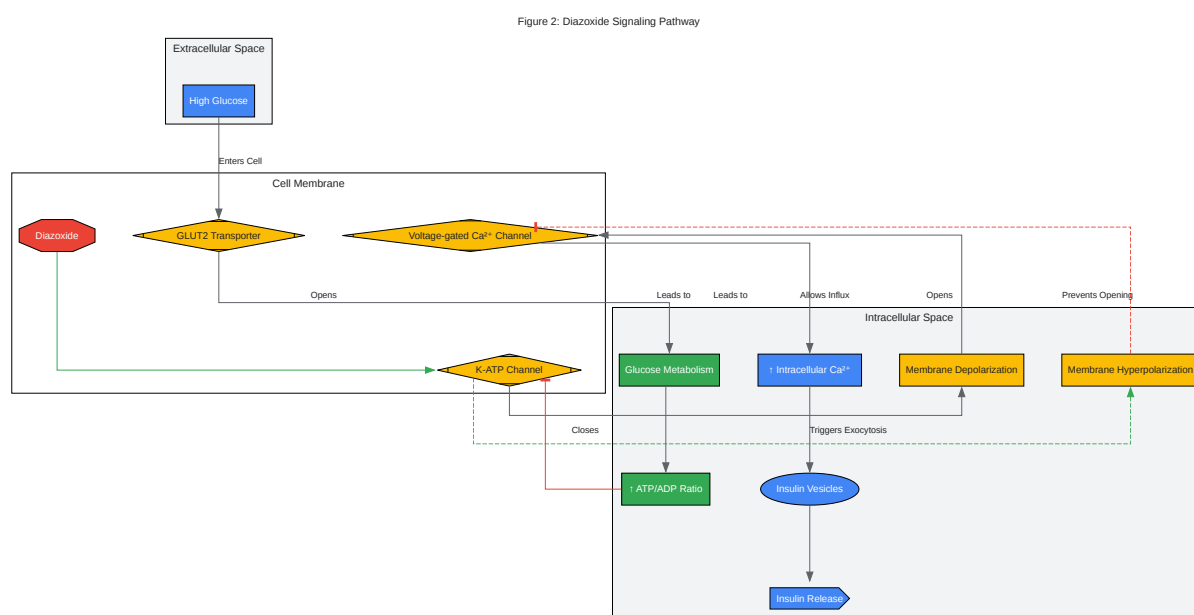 Figure 2: Diazoxide Signaling Pathway
Extracellular Space
High Glucose
Enters Cell
Cell Membrane
Diazoxide
GLUT2 Transporter
Voltage-gated Ca²⁺ Channel
Opens
Leads to
Leads to
Allows Influx
Opens
Prevents Opening
Intracellular Space
K-ATP Channel
Glucose Metabolism
↑ Intracellular Ca²⁺
Membrane Depolarization
Membrane Hyperpolarization
Closes
Triggers Exocytosis
↑ ATP/ADP Ratio
Insulin Vesicles
Insulin Release